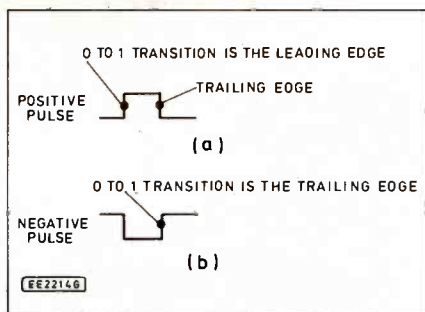 0 TO 1 TRANSITION IS THE LEADING EDGE
TRAILING EDGE
POSITIVE
PULSE
(a)
0 TO 1 TRANSITION IS THE TRAILING EDGE
NEGATIVE
PULSE
(b)
EE2214G